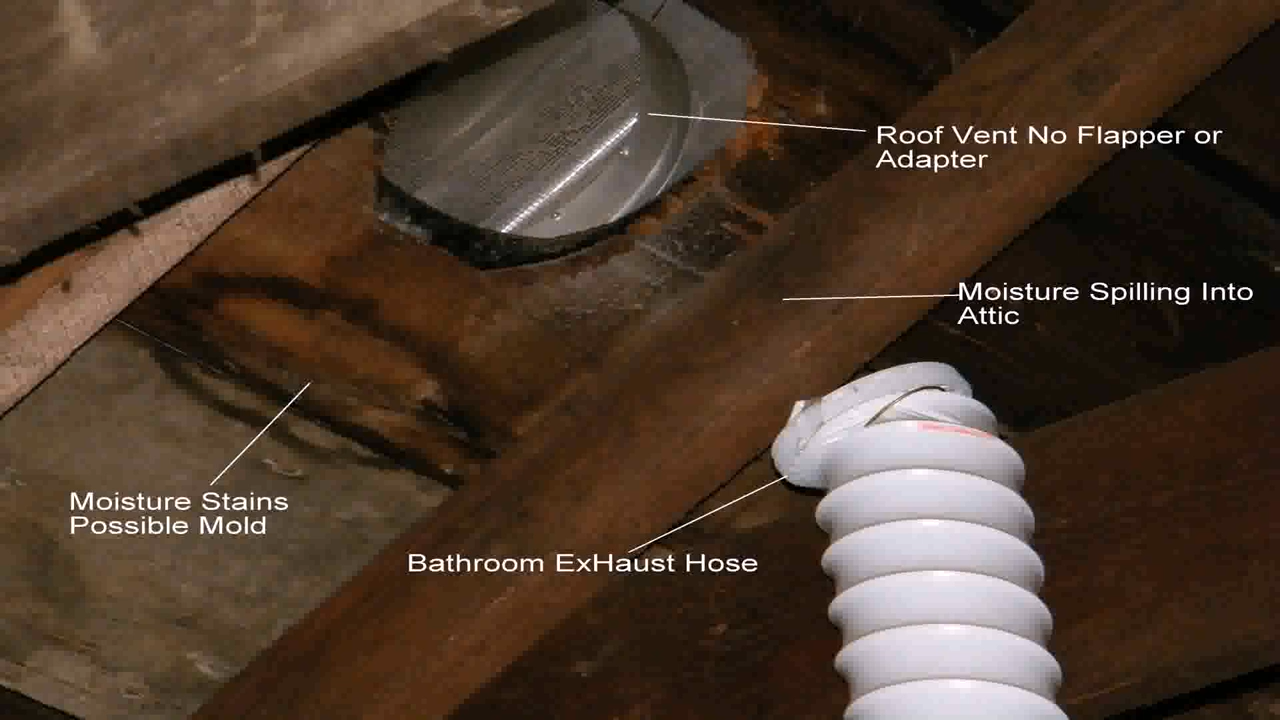 Roof Vent No Flapper or
Adapter
Moisture Spilling Into
Attic
Moisture Stains
Possible Mold
Bathroom ExHaust Hose